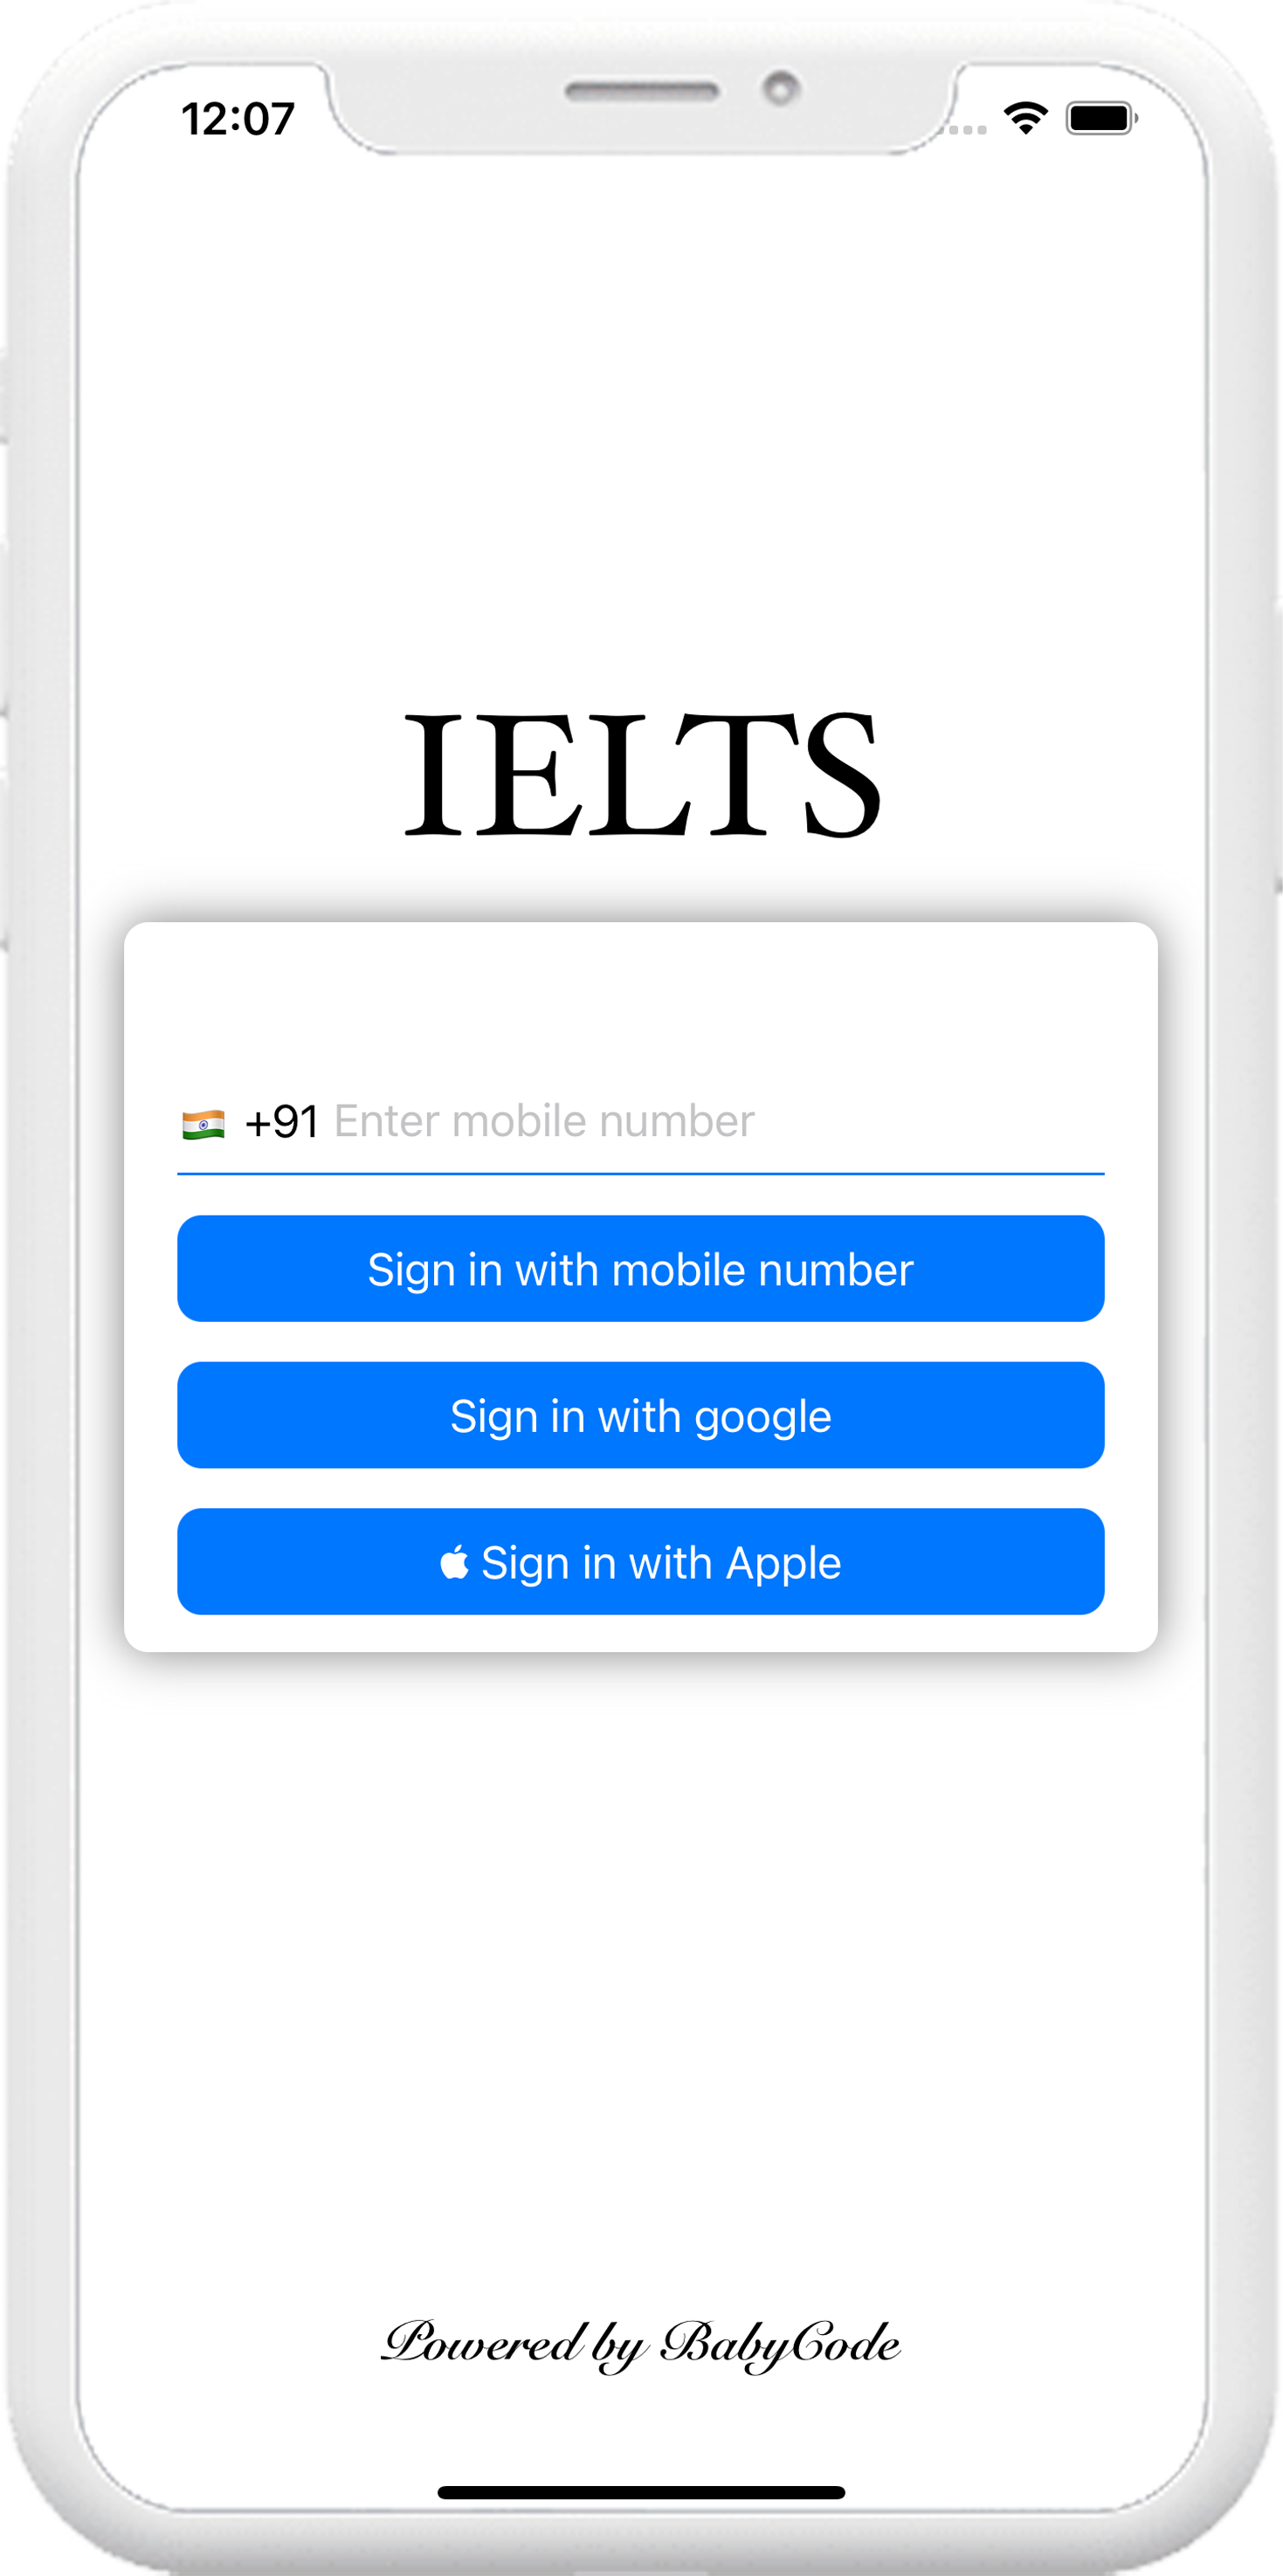 12:07
IELTS
+91 Enter mobile number
Sign in with mobile number
Sign in with google
Sign in with Apple
Powered by BabyCode